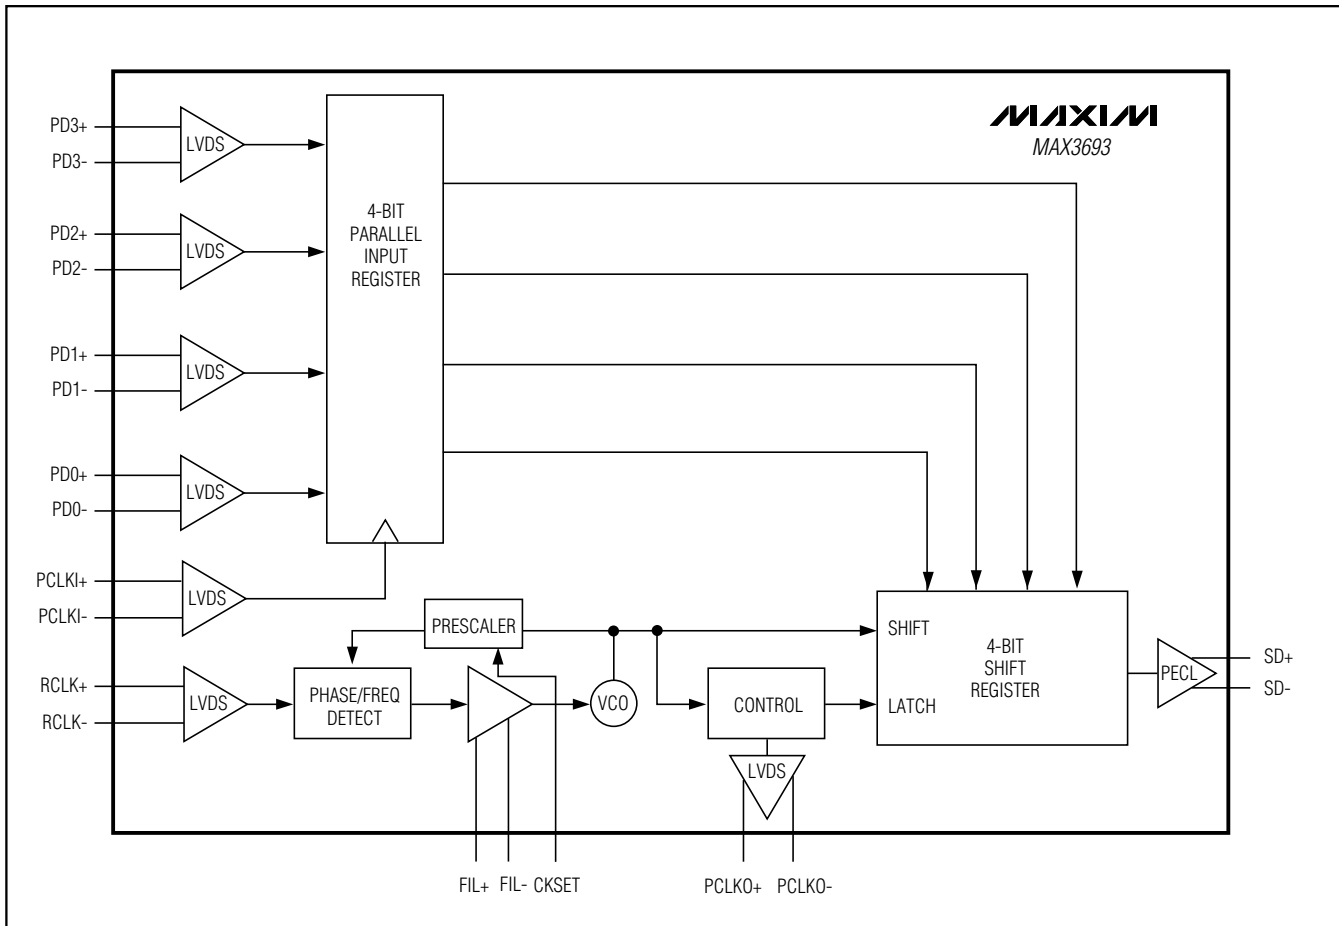 MAXIM
MAX3693
PD3+
PD3-
LVDS
PD2+
PD2-
LVDS
PD1+
PD1-
LVDS
PD0+
PD0-
LVDS
4-BIT
PARALLEL
INPUT
REGISTER
PCLKI+
PCLKI-
LVDS
RCLK+
RCLK-
LVDS
PRESCALER
PHASE/FREQ
DETECT
VCO
CONTROL
LVDS
SHIFT
LATCH
4-BIT
SHIFT
REGISTER
PECL
SD+
SD-
FIL+
FIL-
CKSET
PCLKO+
PCLKO-